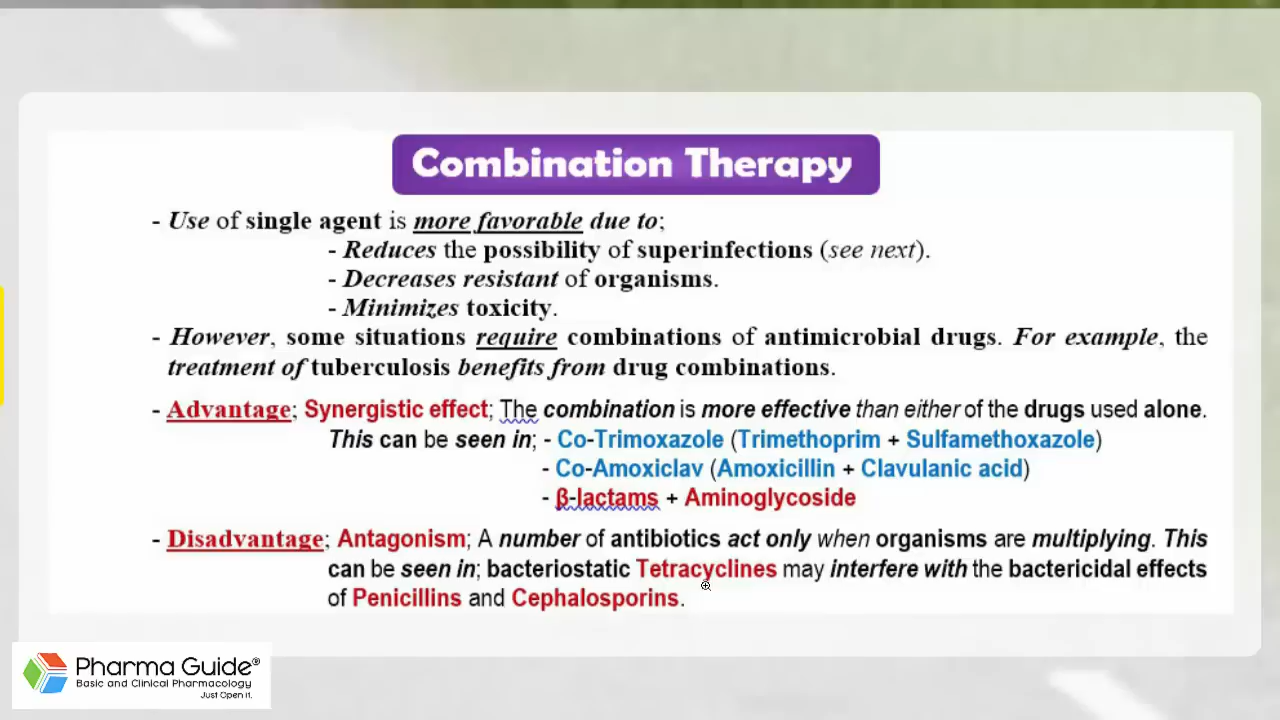 Combination Therapy
- Use of single agent is more favorable due to;
- Reduces the possibility of superinfections (see next).
- Decreases resistant of organisms.
- Minimizes toxicity.
- However, some situations require combinations of antimicrobial drugs. For example, the
treatment of tuberculosis benefits from drug combinations.
- Advantage; Synergistic effect; The combination is more effective than either of the drugs used alone.
This can be seen in; - Co-Trimoxazole (Trimethoprim + Sulfamethoxazole)
- Co-Amoxiclav (Amoxicillin + Clavulanic acid)
- β-lactams + Aminoglycoside
- Disadvantage; Antagonism; A number of antibiotics act only when organisms are multiplying. This
can be seen in; bacteriostatic Tetracyclines may interfere with the bactericidal effects
of Penicillins and Cephalosporins.
Pharma Guide®
Basic and Clinical Pharmacology
Just Open it.